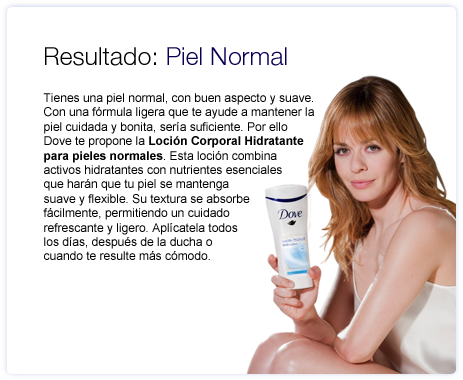 Resultado: Piel Normal
Tienes una piel normal, con buen aspecto y suave.
Con una fórmula ligera que te ayude a mantener la
piel cuidada y bonita, sería suficiente. Por ello
Dove te propone la Loción Corporal Hidratante
para pieles normales. Esta loción combina
activos hidratantes con nutrientes esenciales
que harán que tu piel se mantenga
suave y flexible. Su textura se absorbe
fácilmente, permitiendo un cuidado
refrescante y ligero. Aplícatela todos
los días, después de la ducha o
cuando te resulte más cómodo.
Dove